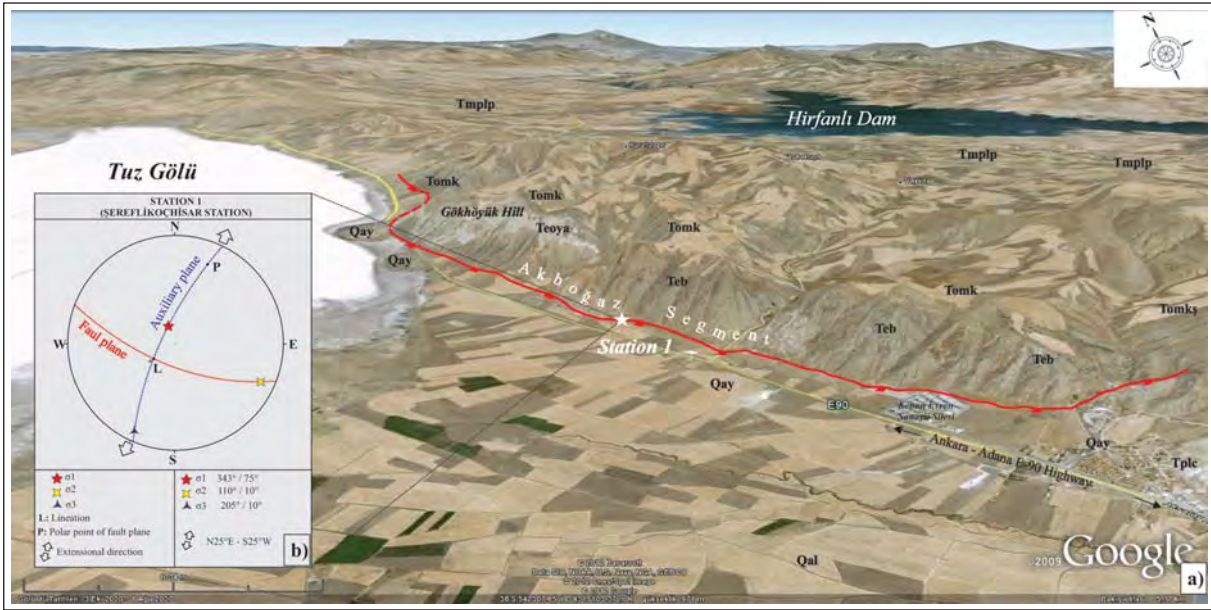 N
Tmplp
Hirfanlı Dam
Tmplp
Tmplp
Tuz Gölü
Tomk
Tomk
Gökhöyük Hill
Teoya
Tomk
Qay
Qay
Teb
Tomk
Tomkş
Akboğaz Segment
Teb
Teb
Station 1
Qay
E-90
Qay
Ankara - Adana E-90 Highway
Tplc
Qal
2009 Google
a)
STATION 1
(ŞEREFLİKOÇHİSAR STATION)
N
P
Auxiliary plane
Faul plane
W
E
L
S
σ1
σ2
σ3
L: Lineation
P: Polar point of fault plane
Extensional direction
σ1 343° / 75°
σ2 110° / 10°
σ3 205° / 10°
N25°E - S25°W
b)